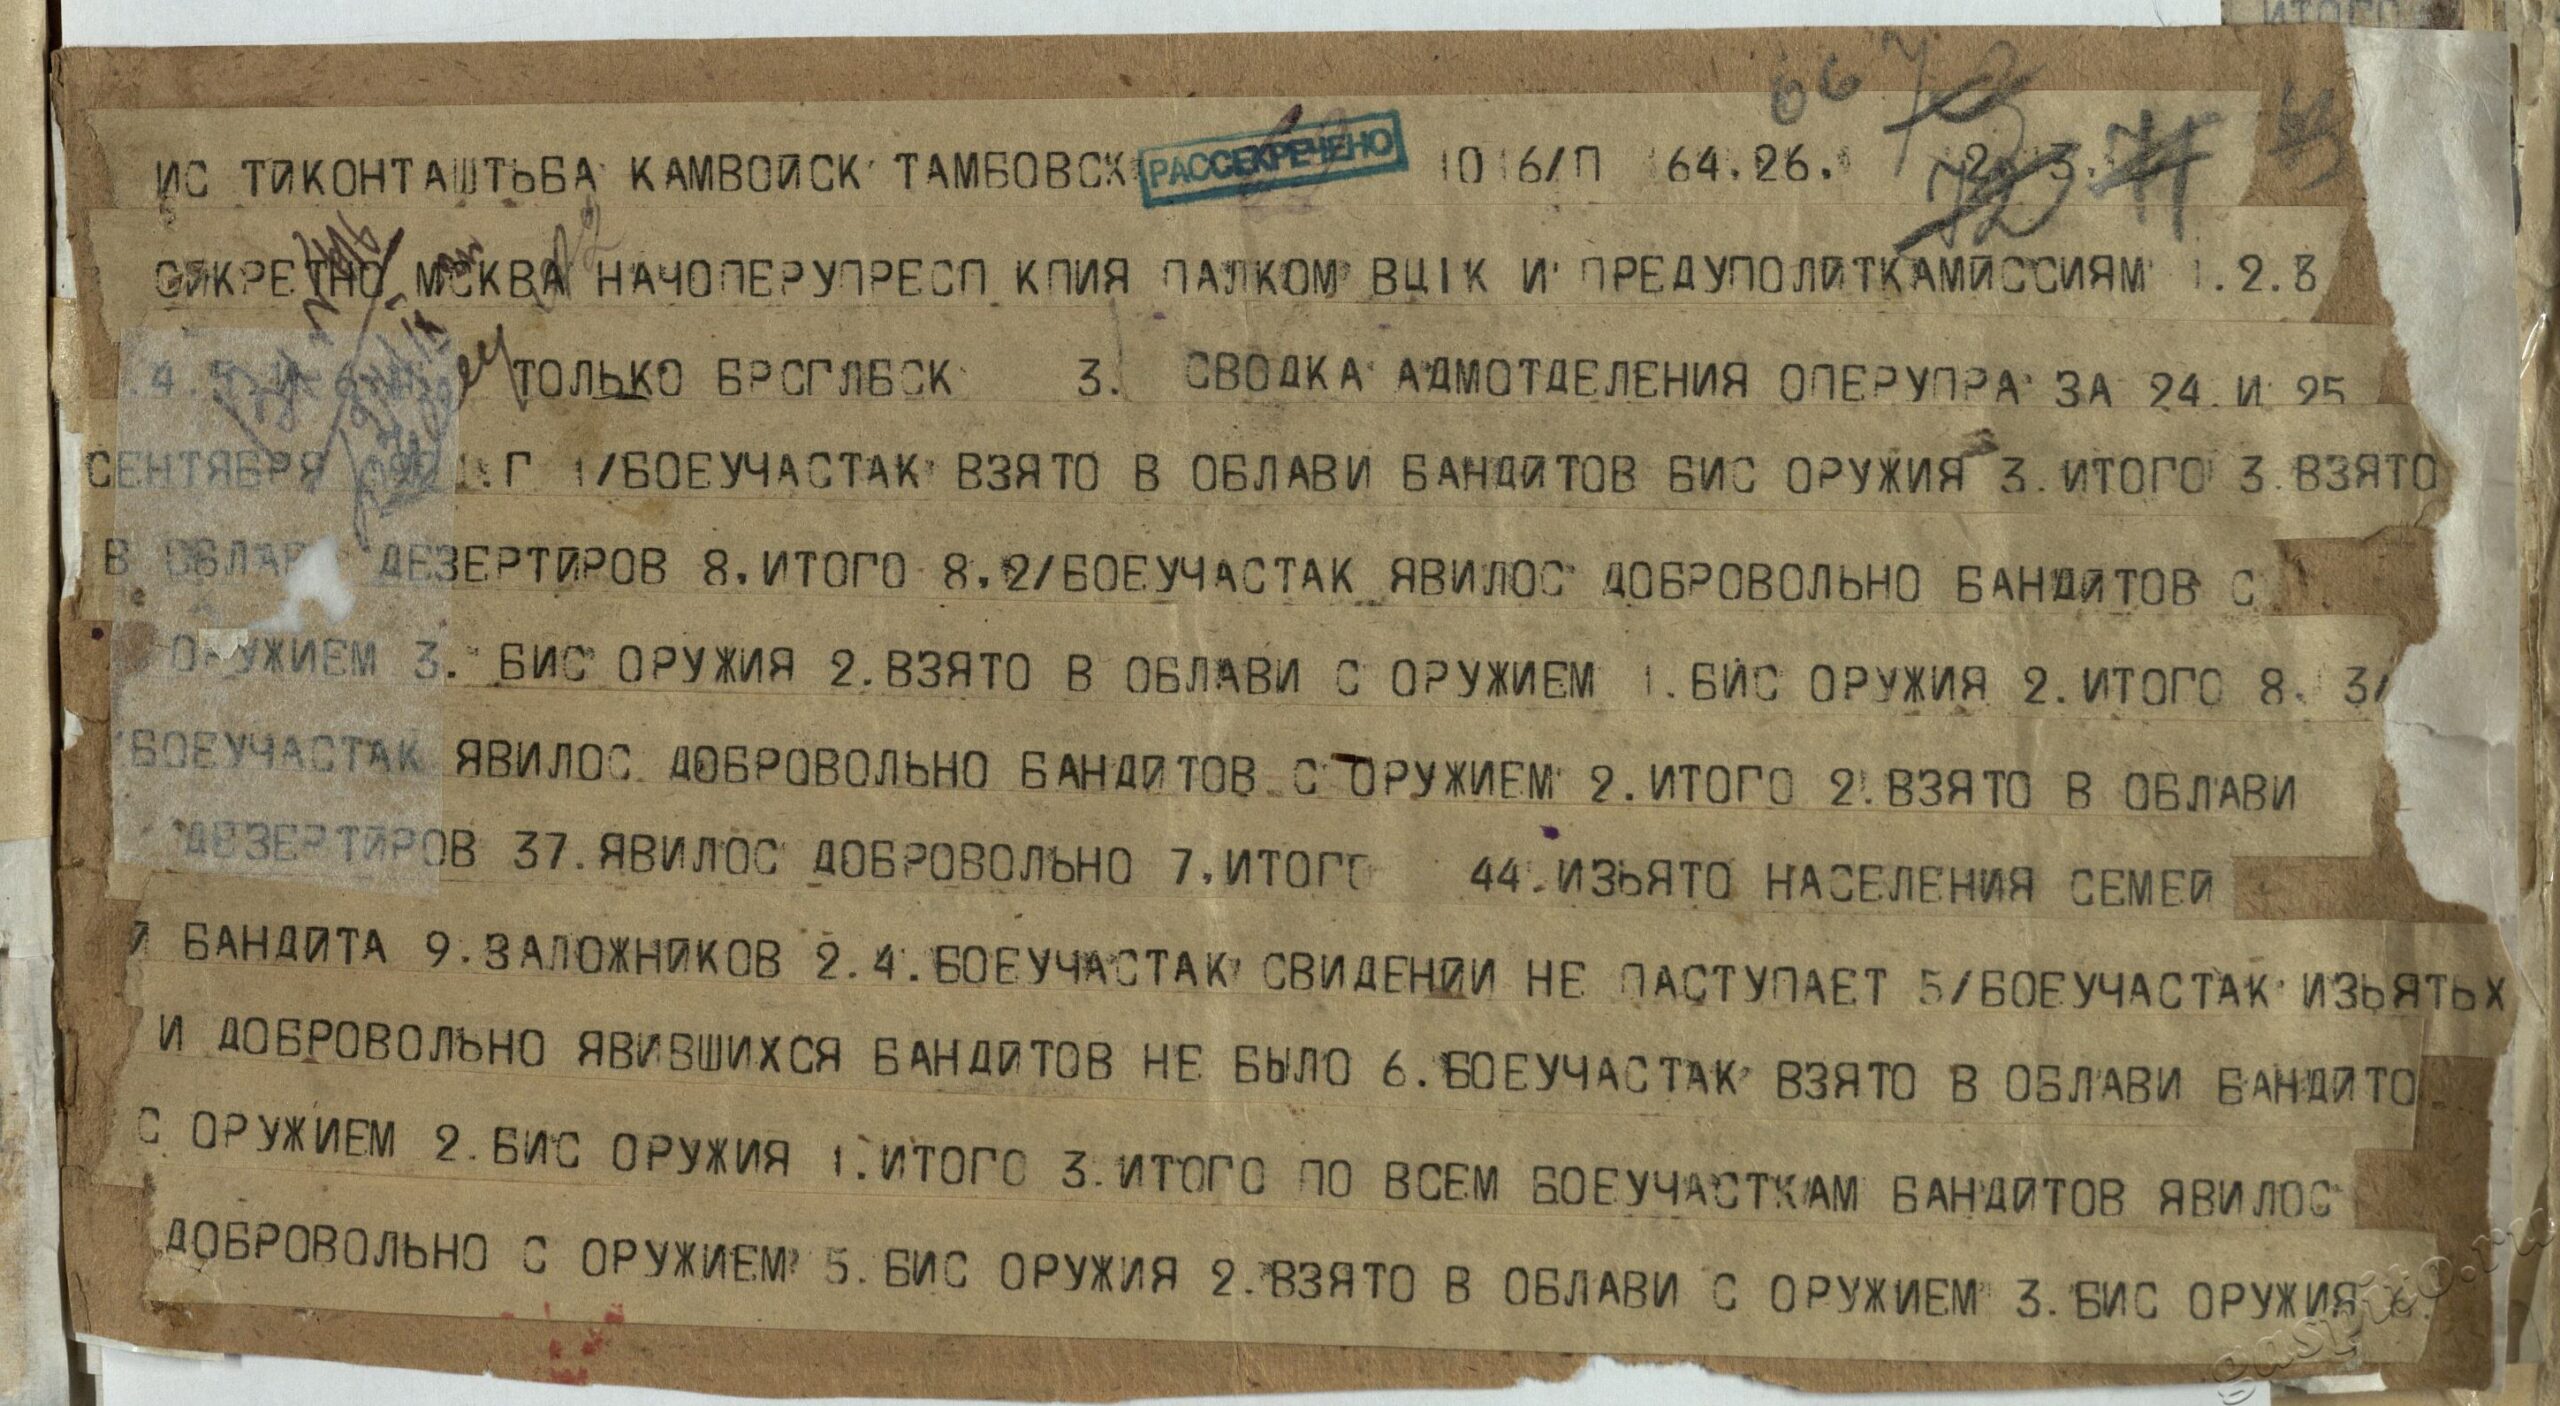 ИС ТИКОНТАШТЬБА КАМВОЙСК ТАМБОВСК РАССЕКРЕЧЕНО 1016/П 64.26.
СИКРЕТНО МСКВА НАЧОПЕРУПРЕСП КПИЯ ПАЛКОМ ВЦIК И ПРЕДУПОЛИТКАМИССИЯМ 1.2.3
.4. ТОЛЬКО БРСГЛБСК 3. СВОДКА АДМОТДЕЛЕНИЯ ОПЕРУПРА ЗА 24 И 25
СЕНТЯБРЯ Г 1/БОЕУЧАСТАК ВЗЯТО В ОБЛАВИ БАНДИТОВ БИС ОРУЖИЯ 3. ИТОГО 3.ВЗЯТО
В ДЕЗЕРТИРОВ 8.ИТОГО 8.2/БОЕУЧАСТАК ЯВИЛОС ДОБРОВОЛЬНО БАНДИТОВ С
ОРУЖИЕМ 3. БИС ОРУЖИЯ 2.ВЗЯТО В ОБЛАВИ С ОРУЖИЕМ 1.БИС ОРУЖИЯ 2.ИТОГО 8. 3/
БОЕУЧАСТАК ЯВИЛОС ДОБРОВОЛЬНО БАНДИТОВ С ОРУЖИЕМ 2.ИТОГО 2.ВЗЯТО В ОБЛАВИ
ДЕЗЕРТИРОВ 37.ЯВИЛОС ДОБРОВОЛЬНО 7.ИТОГО 44.ИЗЬЯТО НАСЕЛЕНИЯ СЕМЕЙ
И БАНДИТА 9.ЗАЛОЖНИКОВ 2.4.БОЕУЧАСТАК СВИДЕНИИ НЕ ПАСТУПАЕТ 5/БОЕУЧАСТАК ИЗЬЯТЬХ
И ДОБРОВОЛЬНО ЯВИВШИХСЯ БАНДИТОВ НЕ БЫЛО 6.БОЕУЧАСТАК ВЗЯТО В ОБЛАВИ БАНДИТО
С ОРУЖИЕМ 2.БИС ОРУЖИЯ 1.ИТОГО 3.ИТОГО ПО ВСЕМ БОЕУЧАСТКАМ БАНДИТОВ ЯВИЛОС
ДОБРОВОЛЬНО С ОРУЖИЕМ 5.БИС ОРУЖИЯ 2.ВЗЯТО В ОБЛАВИ С ОРУЖИЕМ 3.БИС ОРУЖИЯ
gaspito.ru